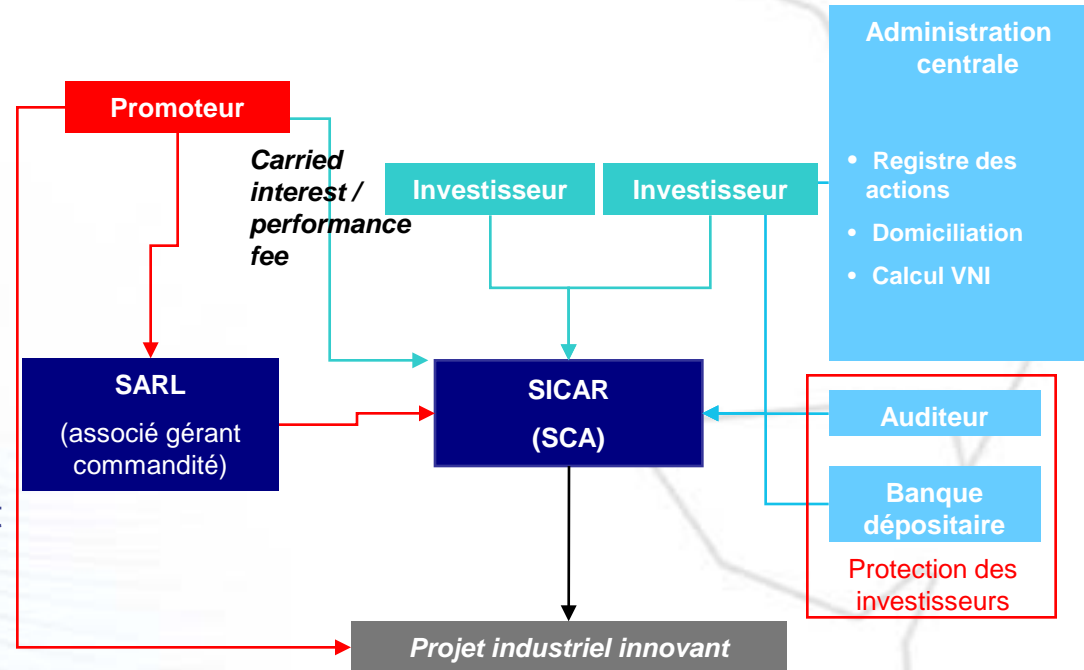 Administration
centrale
• Registre des
actions
• Domiciliation
• Calcul VNI
Promoteur
Carried
interest /
performance
fee
Investisseur
Investisseur
SARL
(associé gérant
commandité)
SICAR
(SCA)
Auditeur
Banque
dépositaire
Protection des
investisseurs
Projet industriel innovant